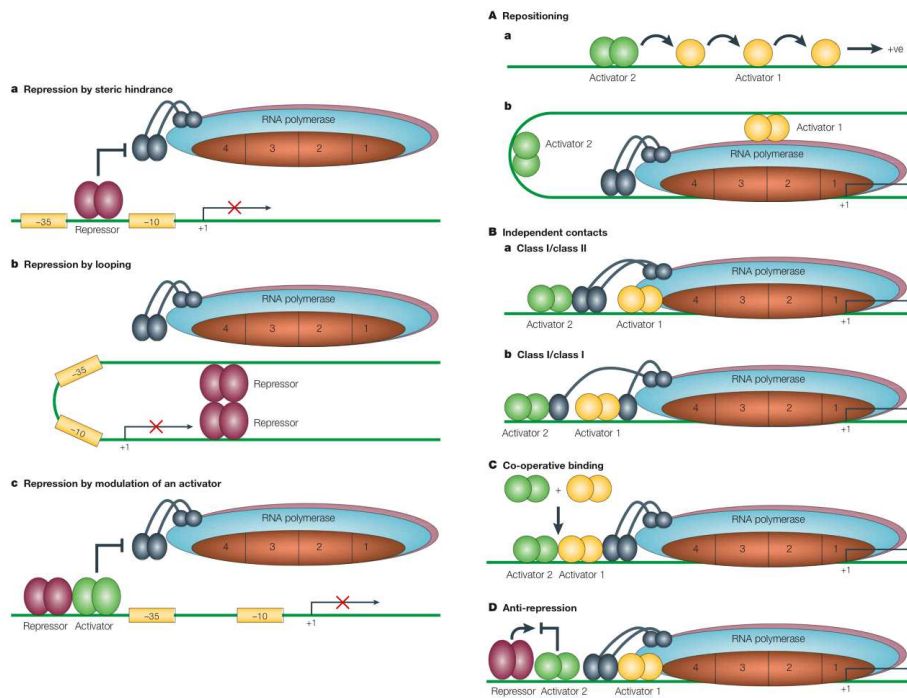 a Repression by steric hindrance
RNA polymerase
4 3 2 1
–35
Repressor
–10
+1
b Repression by looping
RNA polymerase
4 3 2 1
–35
Repressor
Repressor
–10
+1
c Repression by modulation of an activator
RNA polymerase
4 3 2 1
Repressor Activator
–35
–10
+1
A Repositioning
a
+ve
Activator 2
Activator 1
b
Activator 1
Activator 2
RNA polymerase
4 3 2 1
+1
B Independent contacts
a Class I/class II
RNA polymerase
4 3 2 1
Activator 2
Activator 1
+1
b Class I/class I
RNA polymerase
4 3 2 1
Activator 2
Activator 1
+1
C Co-operative binding
+
RNA polymerase
4 3 2 1
Activator 2 Activator 1
+1
D Anti-repression
RNA polymerase
4 3 2 1
Repressor Activator 2 Activator 1
+1